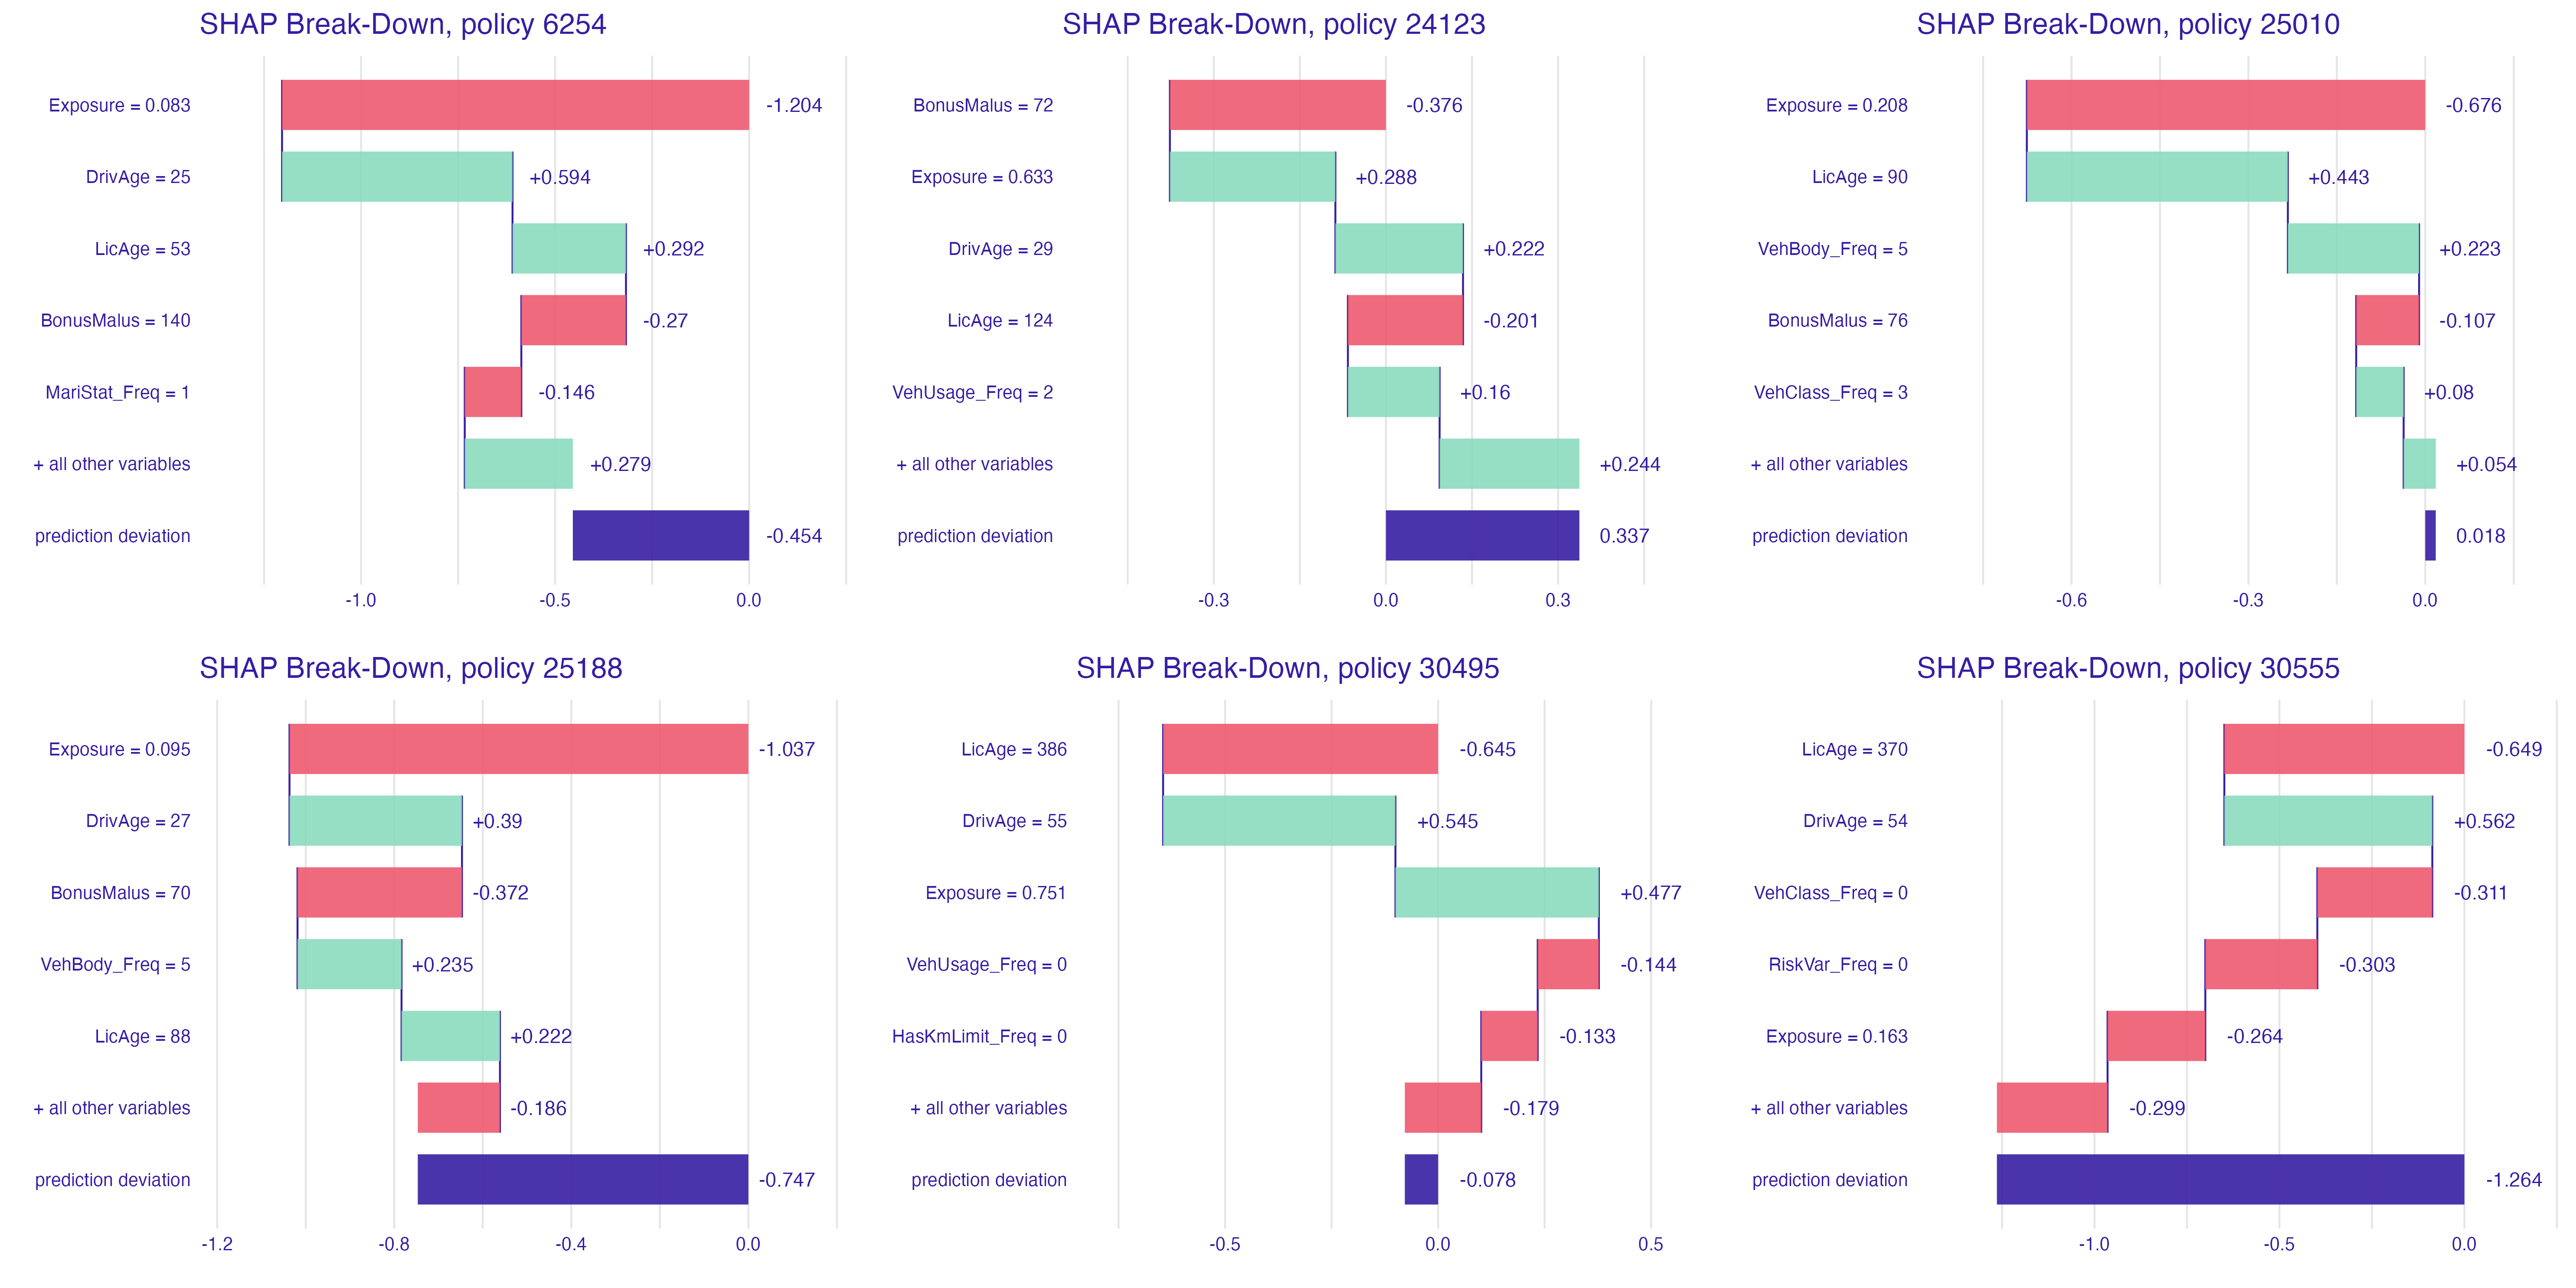 SHAP Break-Down, policy 6254
Exposure = 0.083
-1.204
DrivAge = 25
+0.594
LicAge = 53
+0.292
BonusMalus = 140
-0.27
MariStat_Freq = 1
-0.146
+ all other variables
+0.279
prediction deviation
-0.454
-1.0
-0.5
0.0
SHAP Break-Down, policy 24123
BonusMalus = 72
-0.376
Exposure = 0.633
+0.288
DrivAge = 29
+0.222
LicAge = 124
-0.201
VehUsage_Freq = 2
+0.16
+ all other variables
+0.244
prediction deviation
0.337
-0.3
0.0
0.3
SHAP Break-Down, policy 25010
Exposure = 0.208
-0.676
LicAge = 90
+0.443
VehBody_Freq = 5
+0.223
BonusMalus = 76
-0.107
VehClass_Freq = 3
+0.08
+ all other variables
+0.054
prediction deviation
0.018
-0.6
-0.3
0.0
SHAP Break-Down, policy 25188
Exposure = 0.095
-1.037
DrivAge = 27
+0.39
BonusMalus = 70
-0.372
VehBody_Freq = 5
+0.235
LicAge = 88
+0.222
+ all other variables
-0.186
prediction deviation
-0.747
-1.2
-0.8
-0.4
0.0
SHAP Break-Down, policy 30495
LicAge = 386
-0.645
DrivAge = 55
+0.545
Exposure = 0.751
+0.477
VehUsage_Freq = 0
-0.144
HasKmLimit_Freq = 0
-0.133
+ all other variables
-0.179
prediction deviation
-0.078
-0.5
0.0
0.5
SHAP Break-Down, policy 30555
LicAge = 370
-0.649
DrivAge = 54
+0.562
VehClass_Freq = 0
-0.311
RiskVar_Freq = 0
-0.303
Exposure = 0.163
-0.264
+ all other variables
-0.299
prediction deviation
-1.264
-1.0
-0.5
0.0